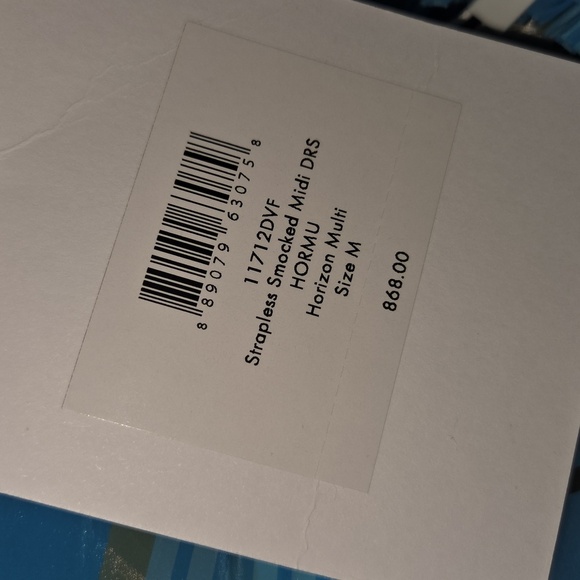 8 89079 63075 8
11712DVF
Strapless Smocked Midi DRS
HORMU
Horizon Multi
Size M
868.00